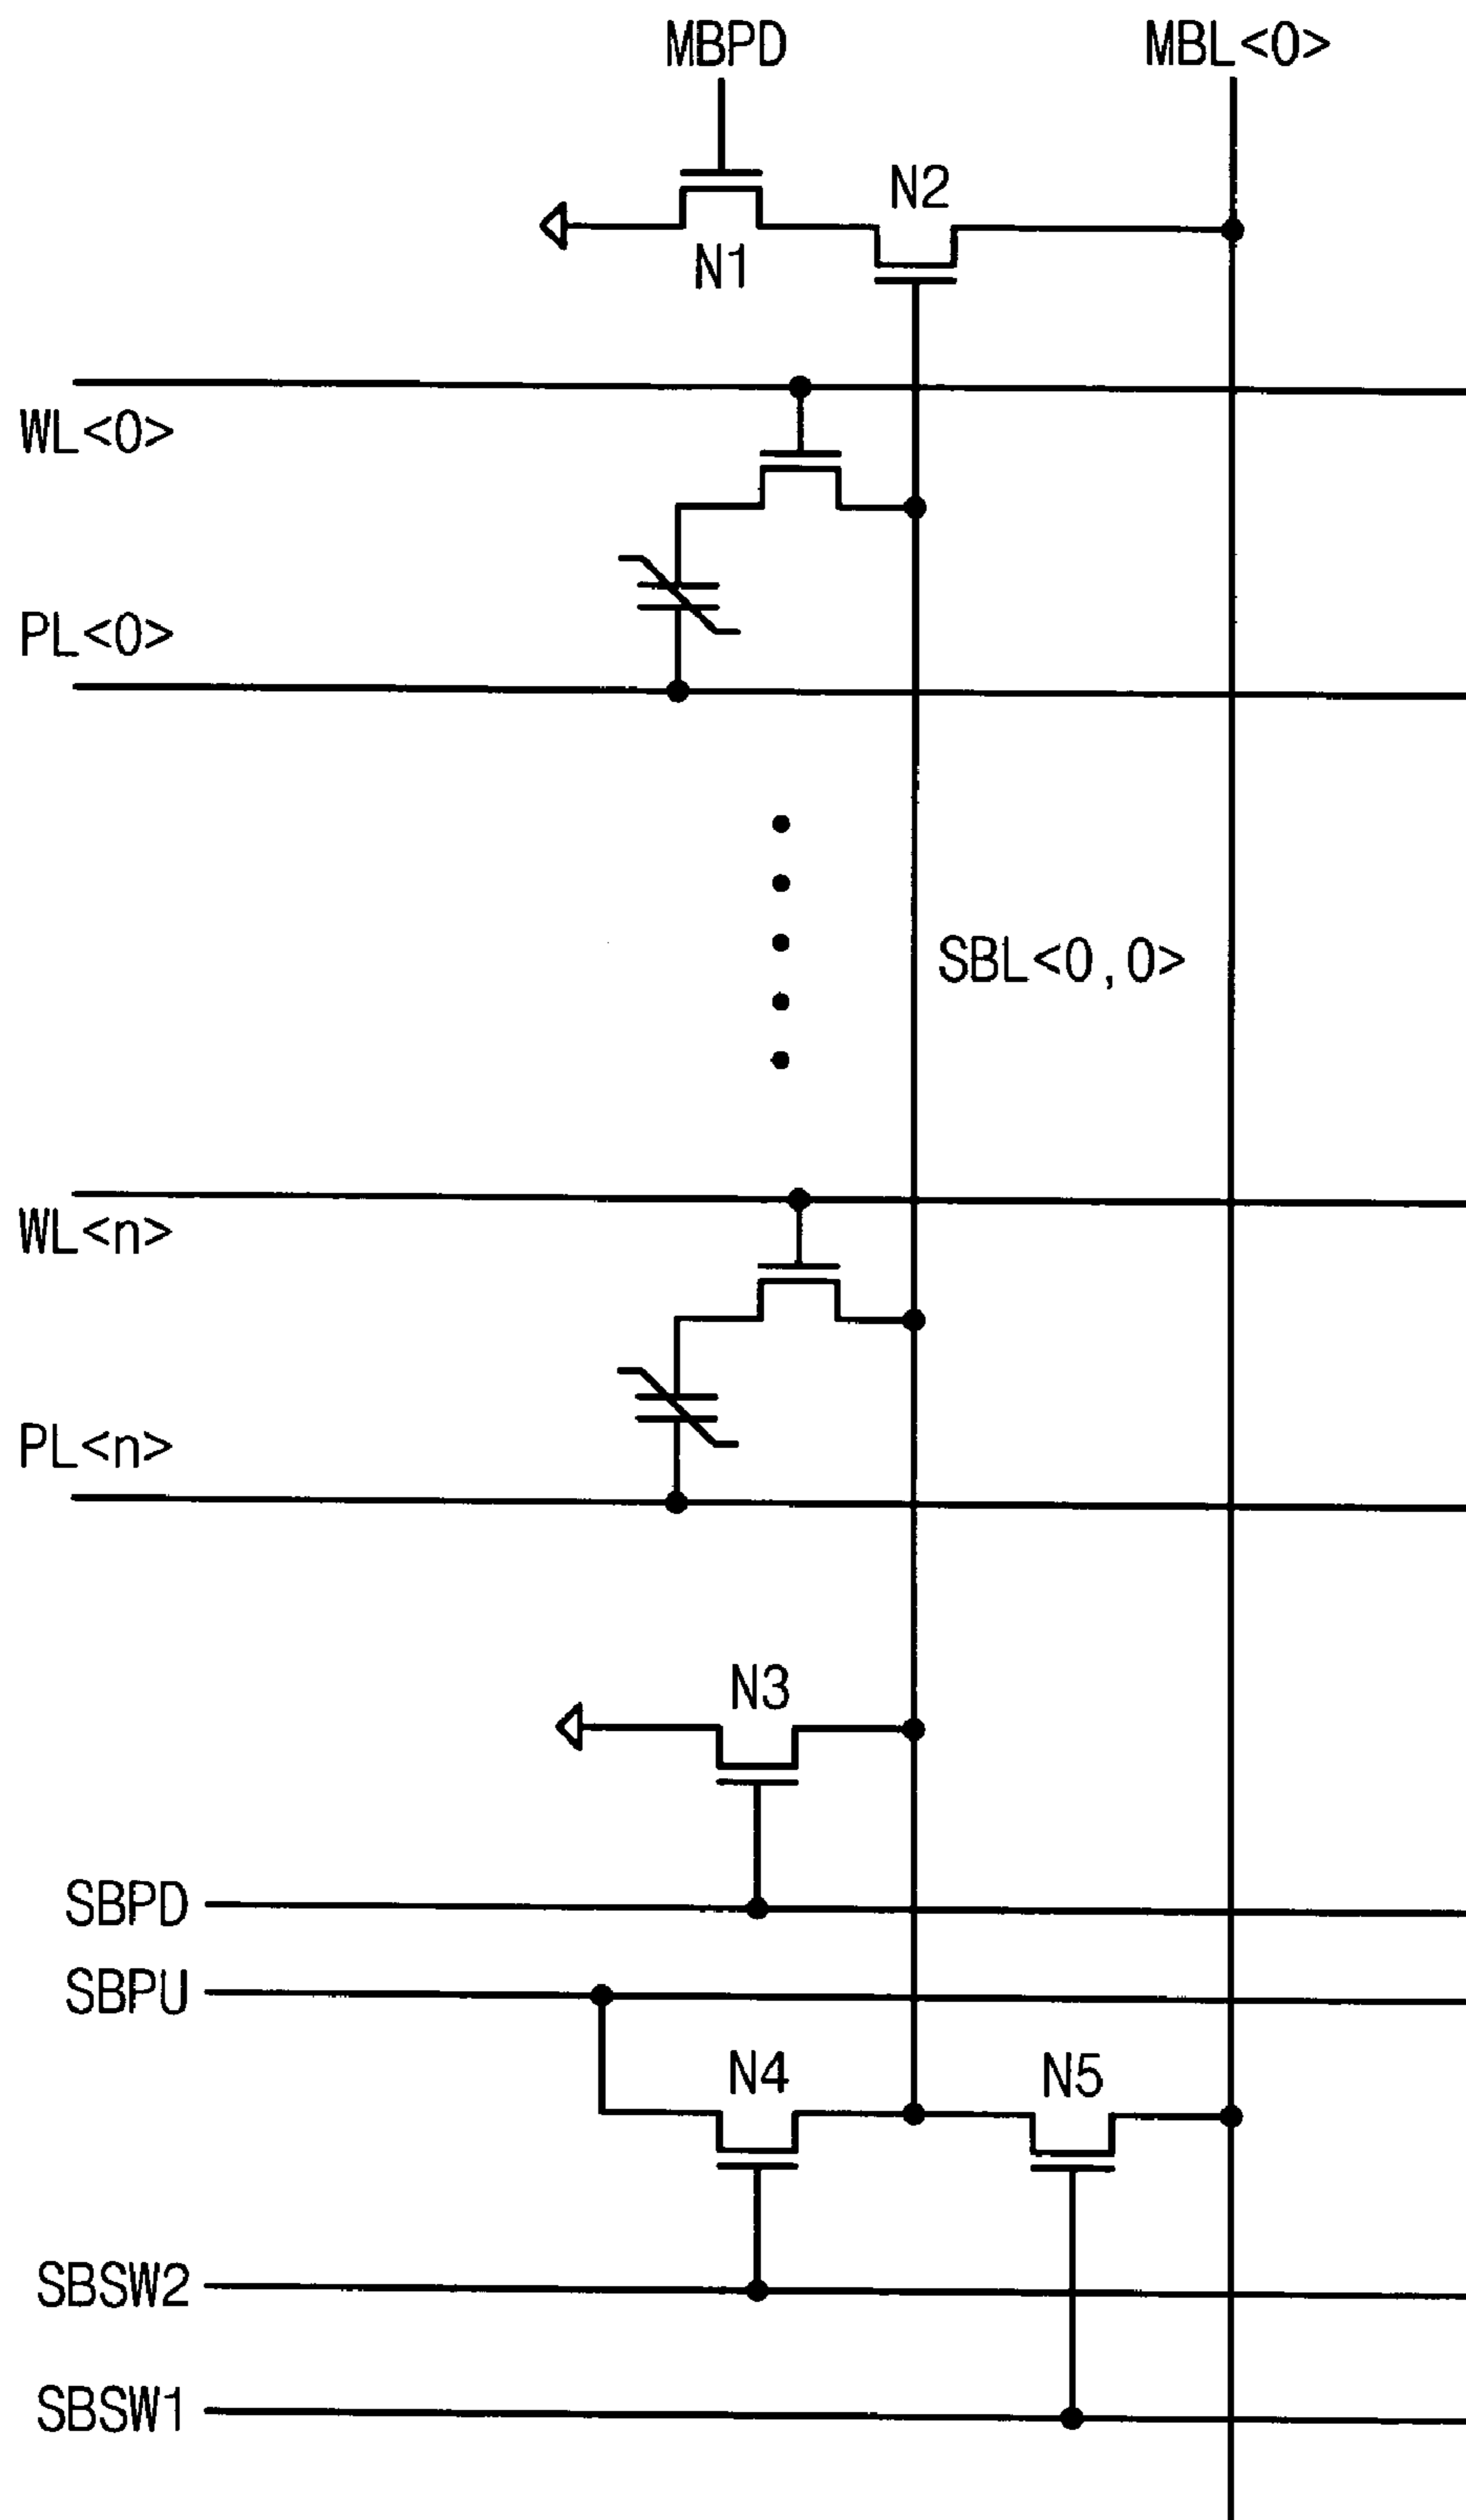 MBPD MBL<0>
N2
N1
WL<0>
PL<0>
SBL<0,0>
WL<n>
PL<n>
N3
SBPD
SBPU
N4 N5
SBSW2
SBSW1